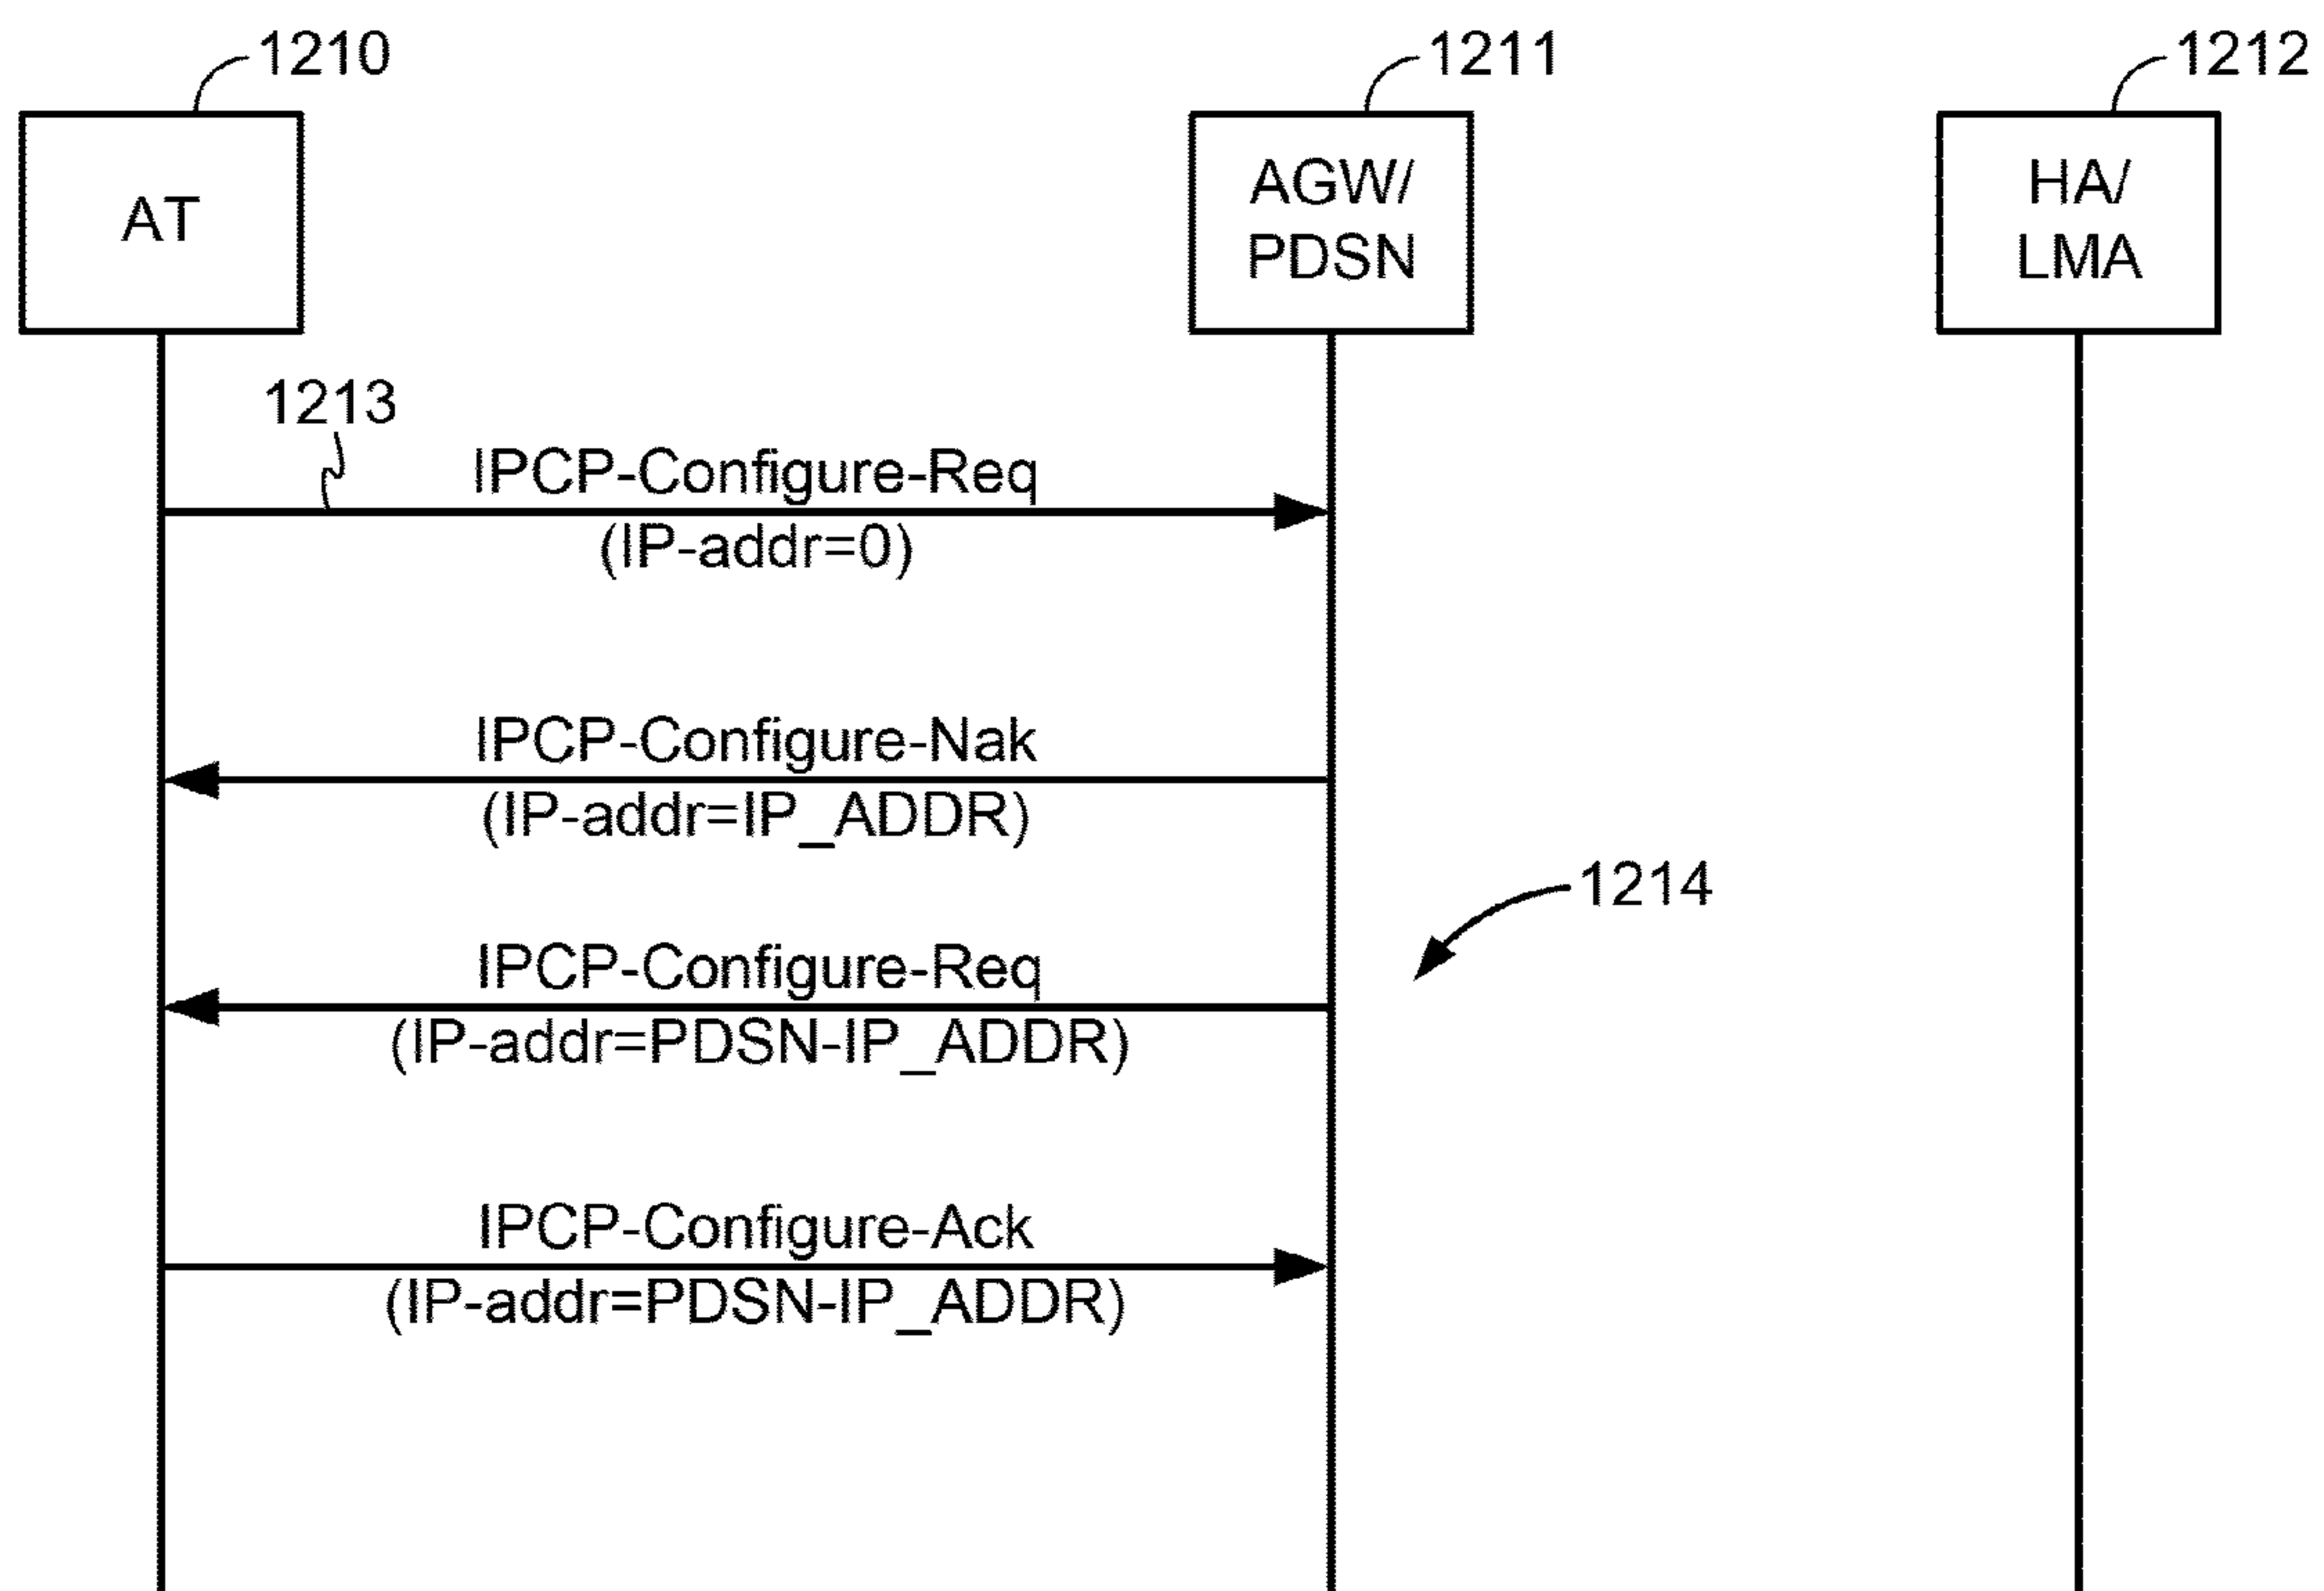 1210
1211
1212
AT
AGW/
PDSN
HA/
LMA
1213
IPCP-Configure-Req
(IP-addr=0)
IPCP-Configure-Nak
(IP-addr=IP_ADDR)
1214
IPCP-Configure-Req
(IP-addr=PDSN-IP_ADDR)
IPCP-Configure-Ack
(IP-addr=PDSN-IP_ADDR)